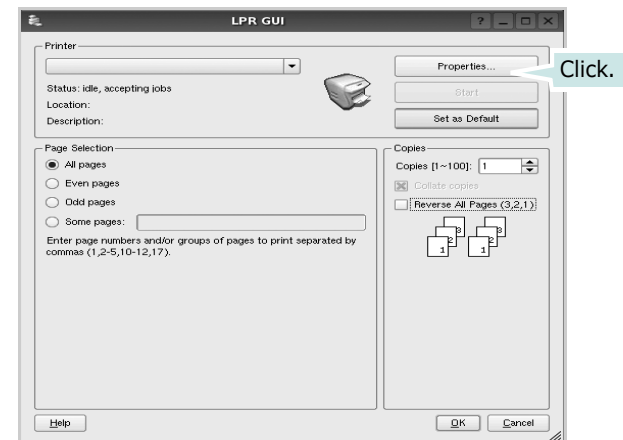 LPR GUI
Printer
Properties...
Click.
Status: idle, accepting jobs
Start
Location:
Description:
Set as Default
Page Selection
All pages
Even pages
Odd pages
Some pages:
Enter page numbers and/or groups of pages to print separated by
commas (1,2-5,10-12,17).
Copies
Copies [1~100]: 1
Collate copies
Reverse All Pages (3,2,1)
3 3
2 2
1 1
Help
OK
Cancel